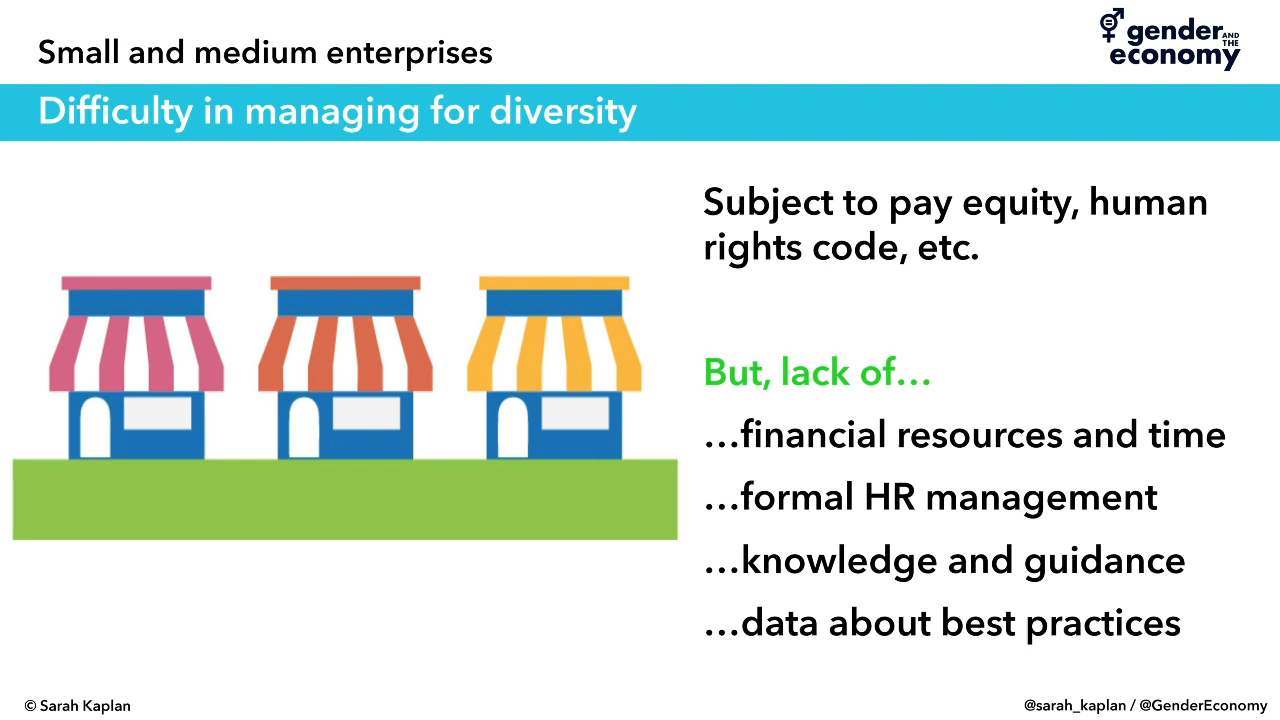 Small and medium enterprises
gender AND THE
economy
Difficulty in managing for diversity
Subject to pay equity, human
rights code, etc.
But, lack of…
…financial resources and time
…formal HR management
…knowledge and guidance
…data about best practices
© Sarah Kaplan
@sarah_kaplan / @GenderEconomy